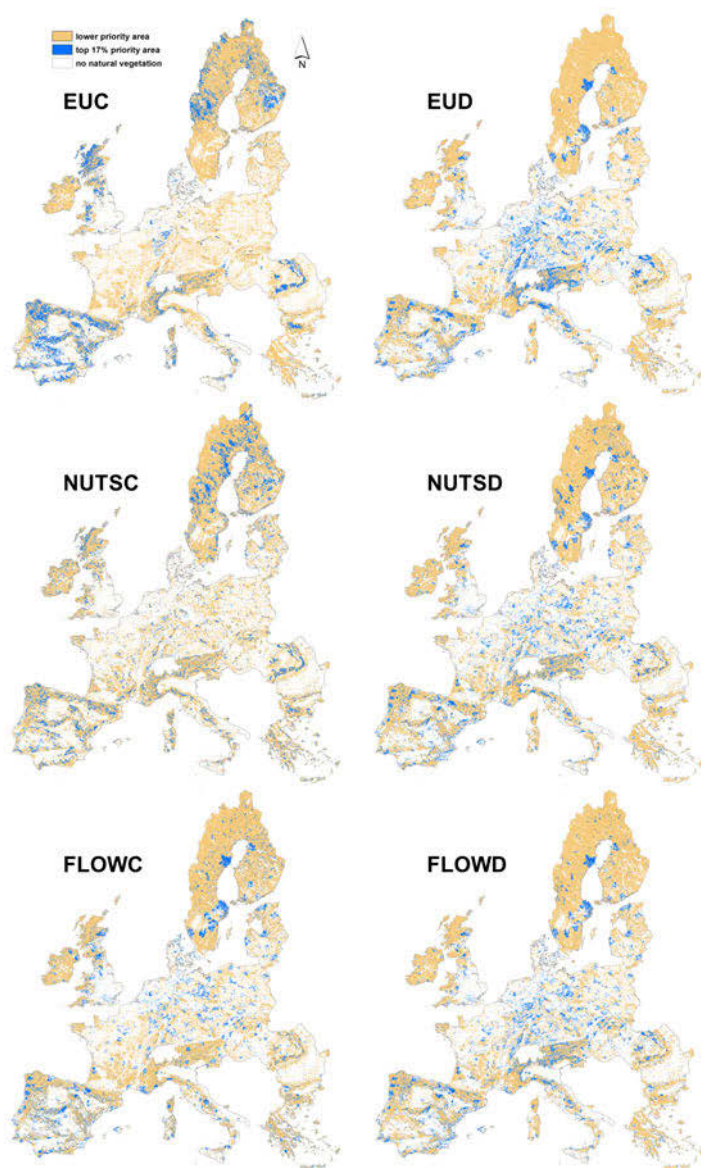 lower priority area
top 17% priority area
no natural vegetation
N
EUC
EUD
NUTSC
NUTSD
FLOWC
FLOWD